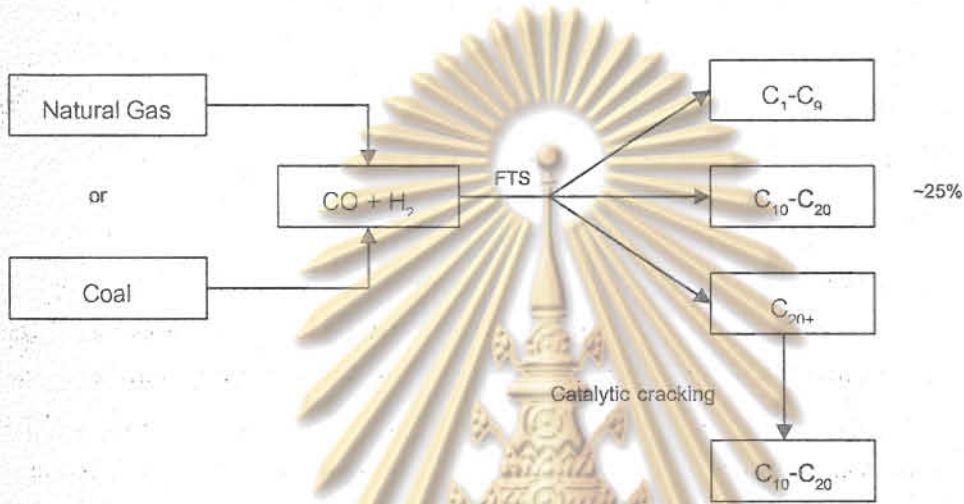 Natural Gas
or
Coal
CO + H₂
FTS
C₁-C₉
C₁₀-C₂₀
~25%
C₂₀₊
Catalytic cracking
C₁₀-C₂₀